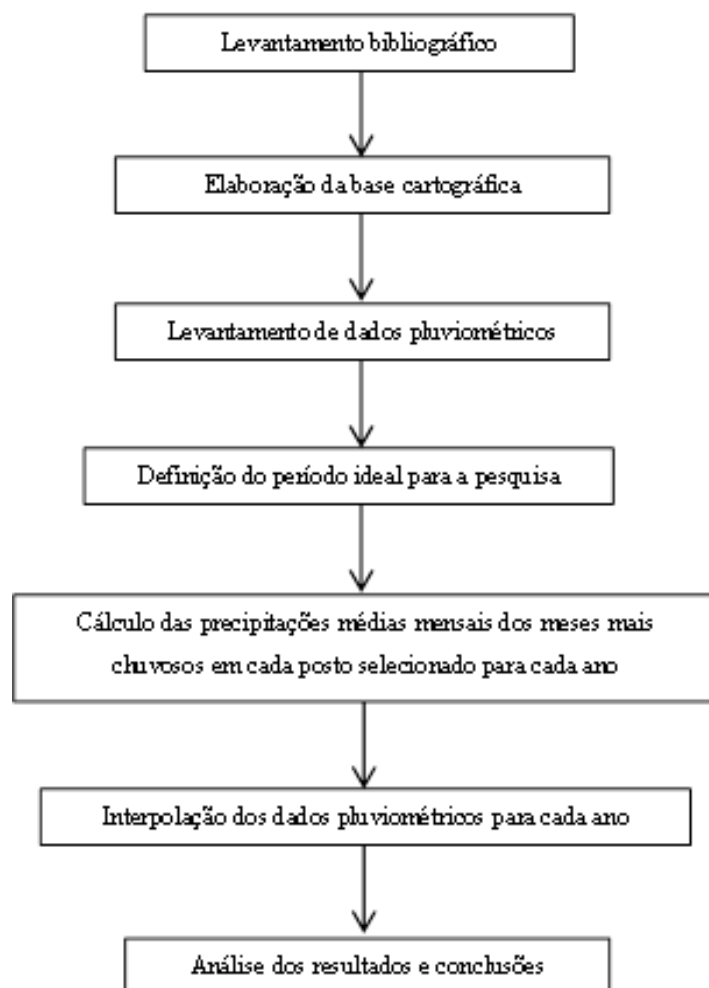 Levantamento bibliográfico
Elaboração da base cartográfica
Levantamento de dados pluviométricos
Definição do período ideal para a pesquisa
Cálculo das precipitações médias mensais dos meses mais
chuvosos em cada posto selecionado para cada ano
Interpolação dos dados pluviométricos para cada ano
Análise dos resultados e conclusões